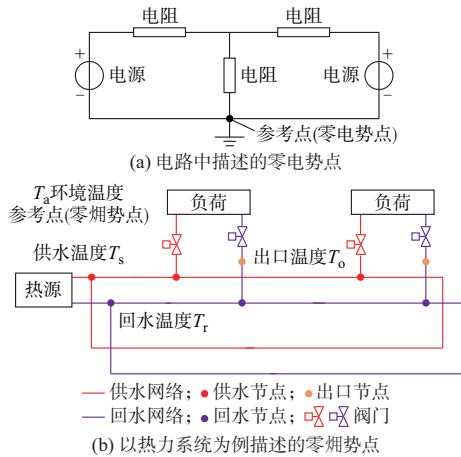 电阻
电阻
+
电源
−
电阻
+
电源
−
参考点(零电势点)
(a) 电路中描述的零电势点
Ta环境温度
参考点(零㶲势点)
负荷
负荷
供水温度Ts
出口温度To
热源
回水温度Tr
供水网络；供水节点；出口节点
回水网络；回水节点；阀门
(b) 以热力系统为例描述的零㶲势点